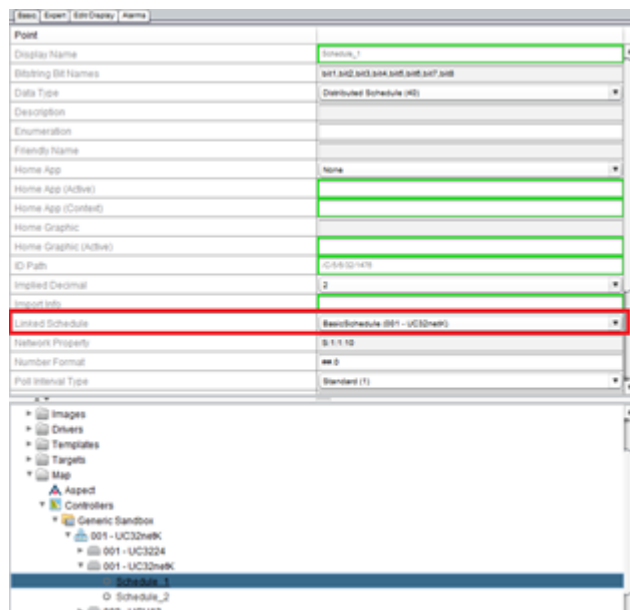 Basic Expert Edit Display Alarms
Point
Display Name Schedule_1
Bitstring Bit Names bit1,bit2,bit3,bit4,bit5,bit6,bit7,bit8
Data Type Distributed Schedule (40)
Description
Enumeration
Friendly Name
Home App None
Home App (Active)
Home App (Context)
Home Graphic
Home Graphic (Active)
ID Path
Implied Decimal 2
Import Info
Linked Schedule BasicSchedule (001 - UC32netK)
Network Property S:1:1:10
Number Format ##.0
Poll Interval Type Standard (1)
Images
Drivers
Templates
Targets
Map
Aspect
Controllers
Generic Sandbox
001 - UC32netK
001 - UC3224
001 - UC32netK
Schedule_1
Schedule_2